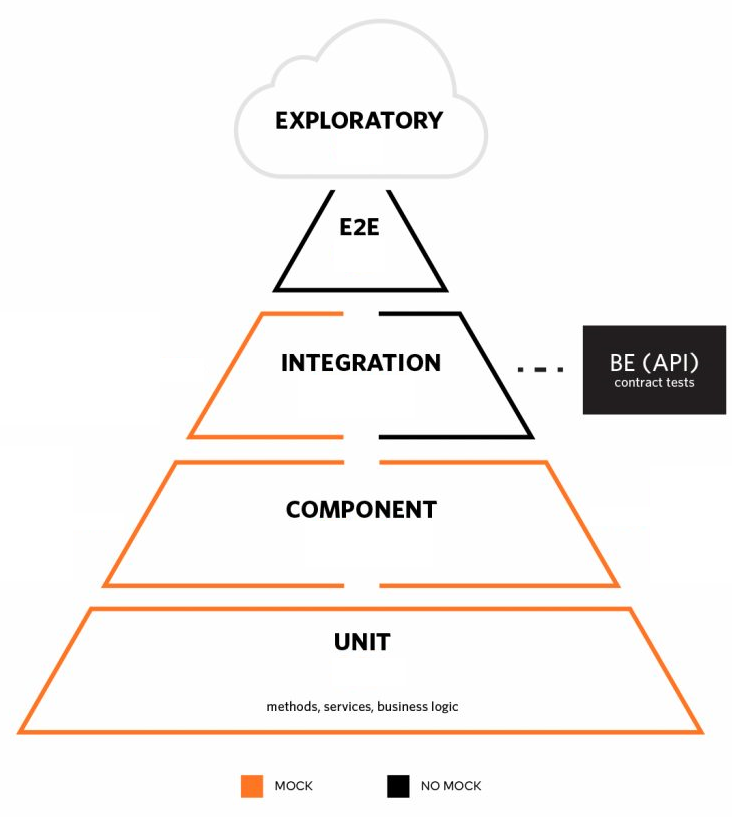 EXPLORATORY
E2E
INTEGRATION
BE (API)
contract tests
COMPONENT
UNIT
methods, services, business logic
MOCK
NO MOCK